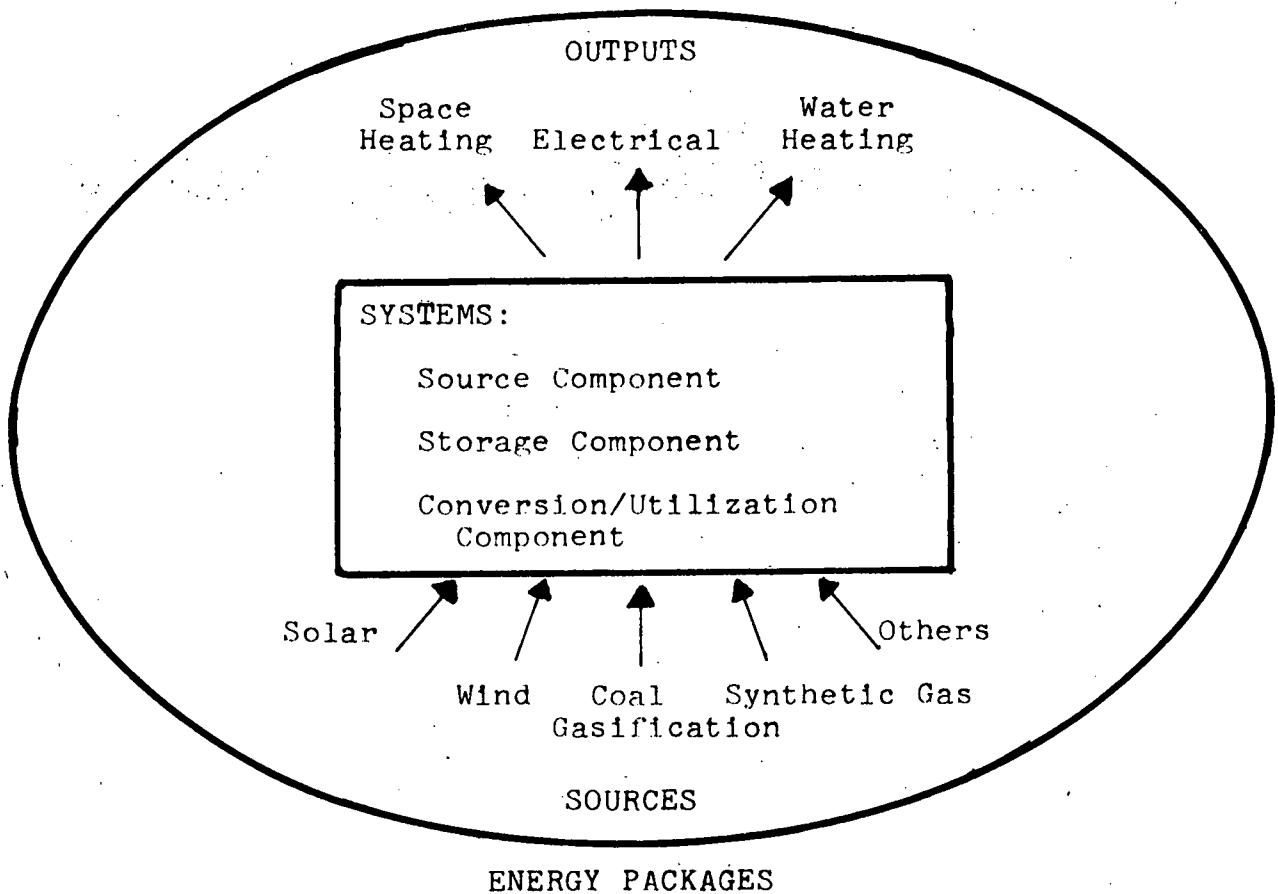 OUTPUTS
Space
Heating
Electrical
Water
Heating
SYSTEMS:
Source Component
Storage Component
Conversion/Utilization
Component
Solar
Wind
Coal
Gasification
Synthetic Gas
Others
SOURCES
ENERGY PACKAGES